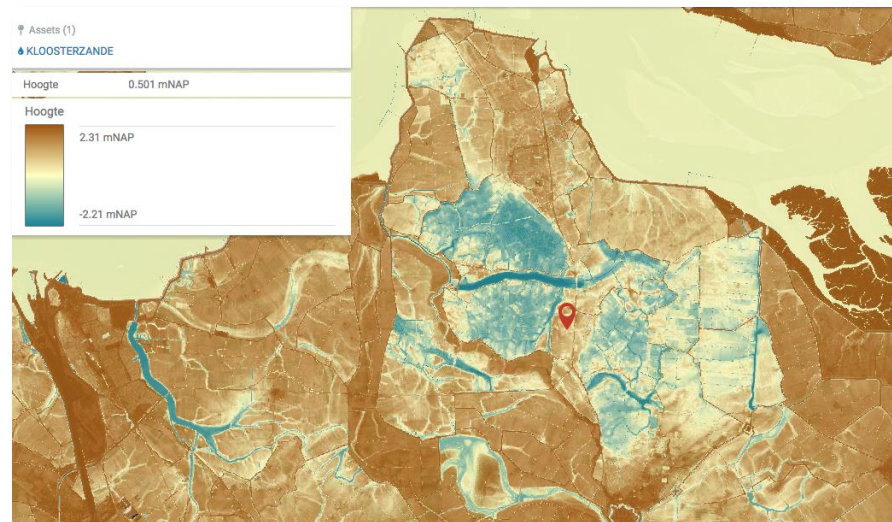 Assets (1)
KLOOSTERZANDE
Hoogte 0.501 mNAP
Hoogte
2.31 mNAP
-2.21 mNAP